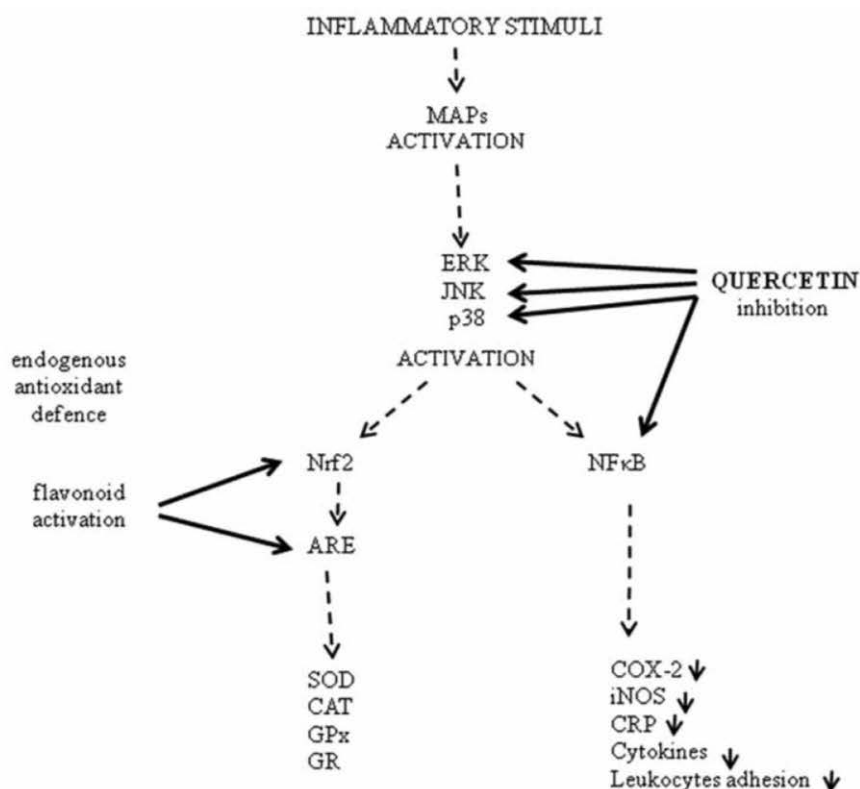 INFLAMMATORY STIMULI
MAPs
ACTIVATION
ERK
JNK
p38
QUERCETIN
inhibition
ACTIVATION
endogenous
antioxidant
defence
Nrf2
NFκB
flavonoid
activation
ARE
SOD
CAT
GPx
GR
COX-2
iNOS
CRP
Cytokines
Leukocytes adhesion